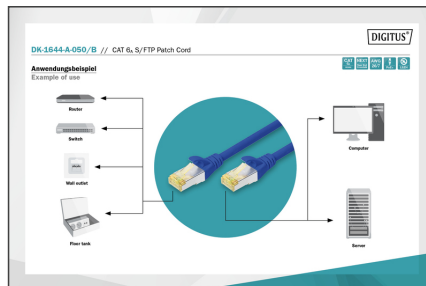 DIGITUS®
DK-1644-A-050/B // CAT 6A S/FTP Patch Cord
Anwendungsbeispiel
Example of use
CAT
Router
Switch
Wall outlet
Floor tank
Computer
Server